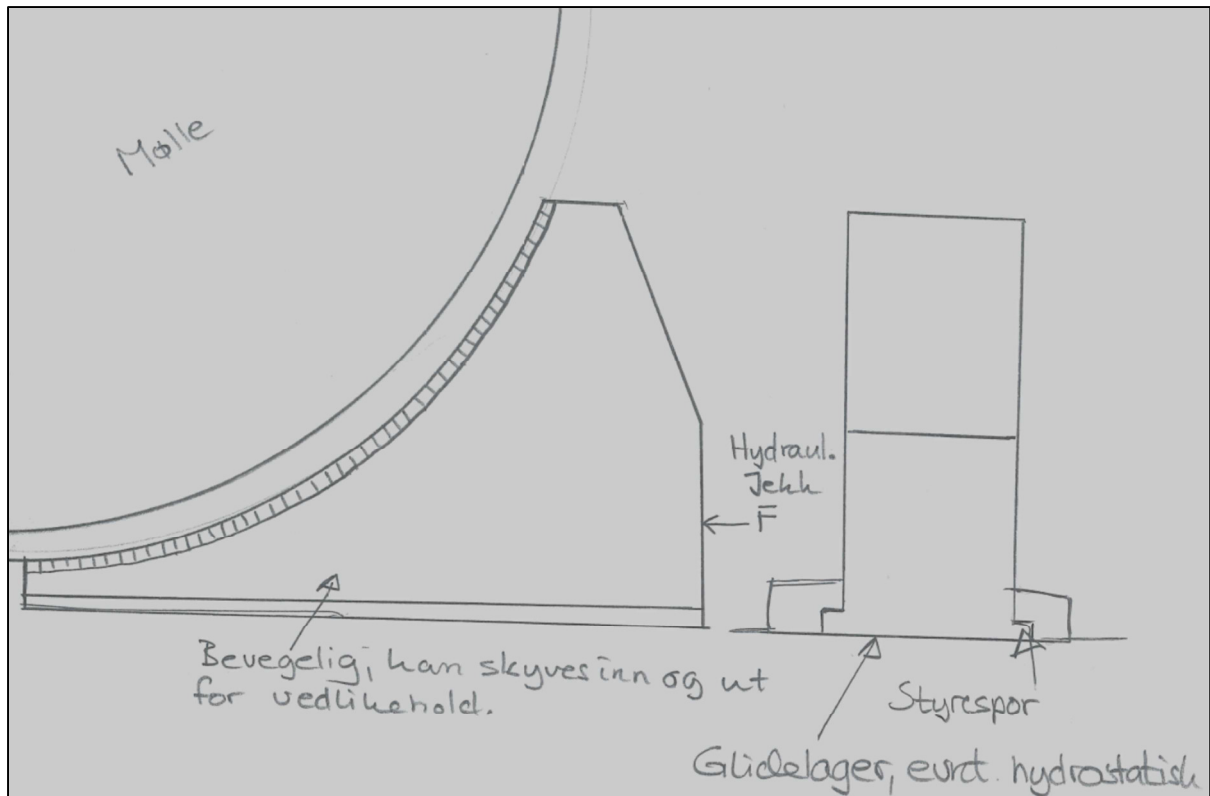 Mølle
Hydraul.
Jekk
F
Bevegelig, kan skyves inn og ut
for vedlikehold.
Styrespor
Glidelager, evnt. hydrostatisk